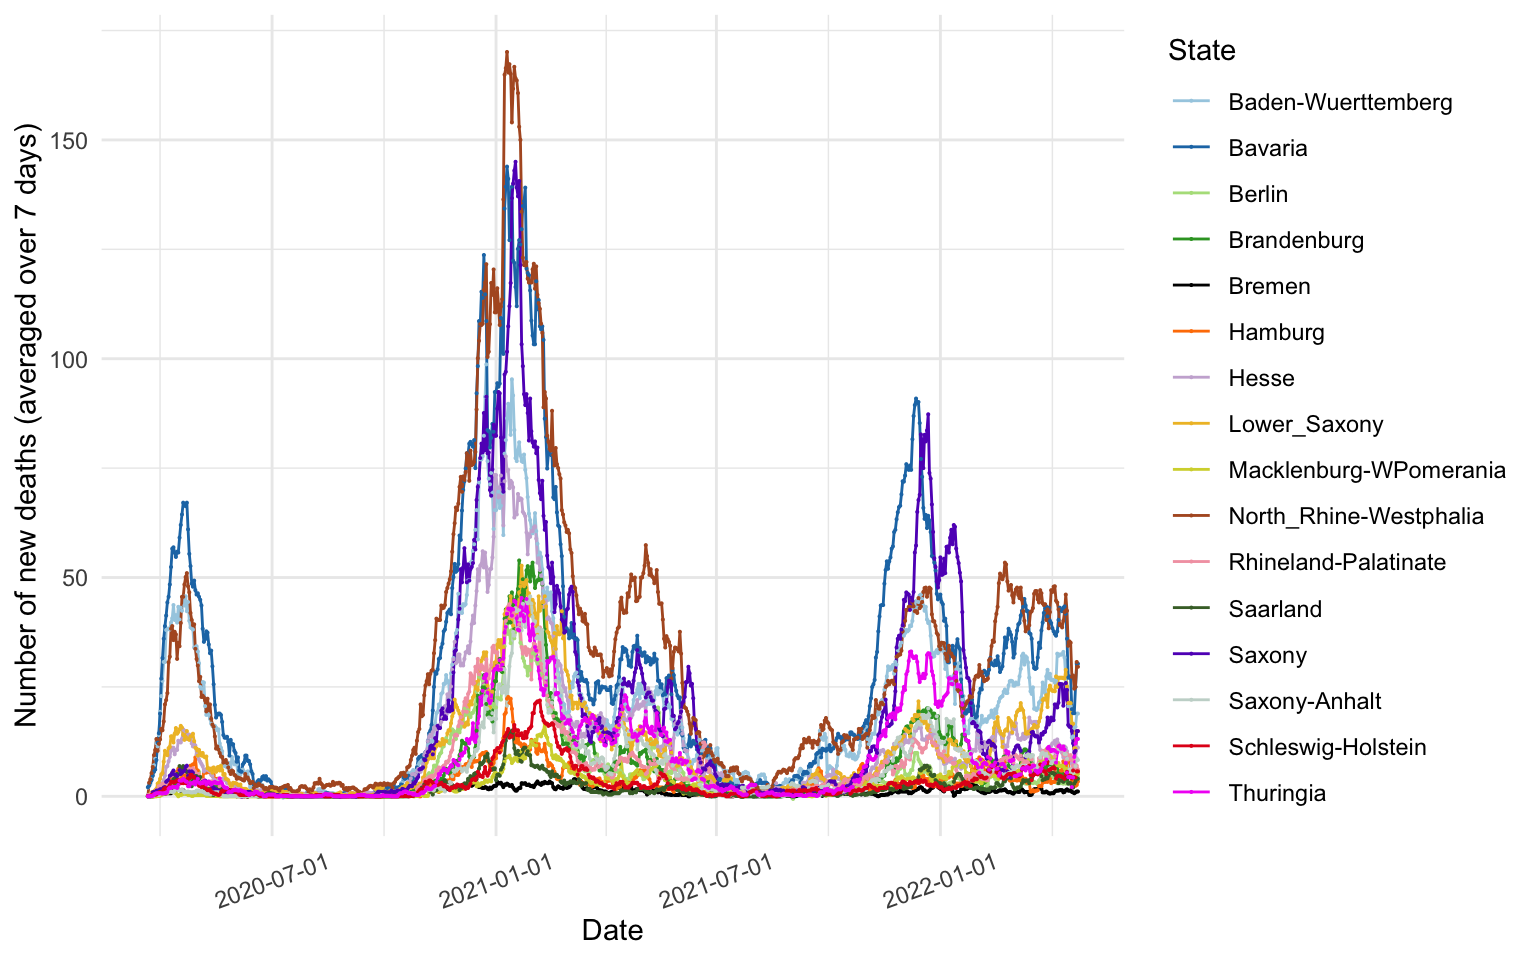 Number of new deaths (averaged over 7 days)
150
100
50
0
2020-07-01
2021-01-01
2021-07-01
2022-01-01
Date
State
Baden-Wuerttemberg
Bavaria
Berlin
Brandenburg
Bremen
Hamburg
Hesse
Lower_Saxony
Macklenburg-WPomerania
North_Rhine-Westphalia
Rhineland-Palatinate
Saarland
Saxony
Saxony-Anhalt
Schleswig-Holstein
Thuringia